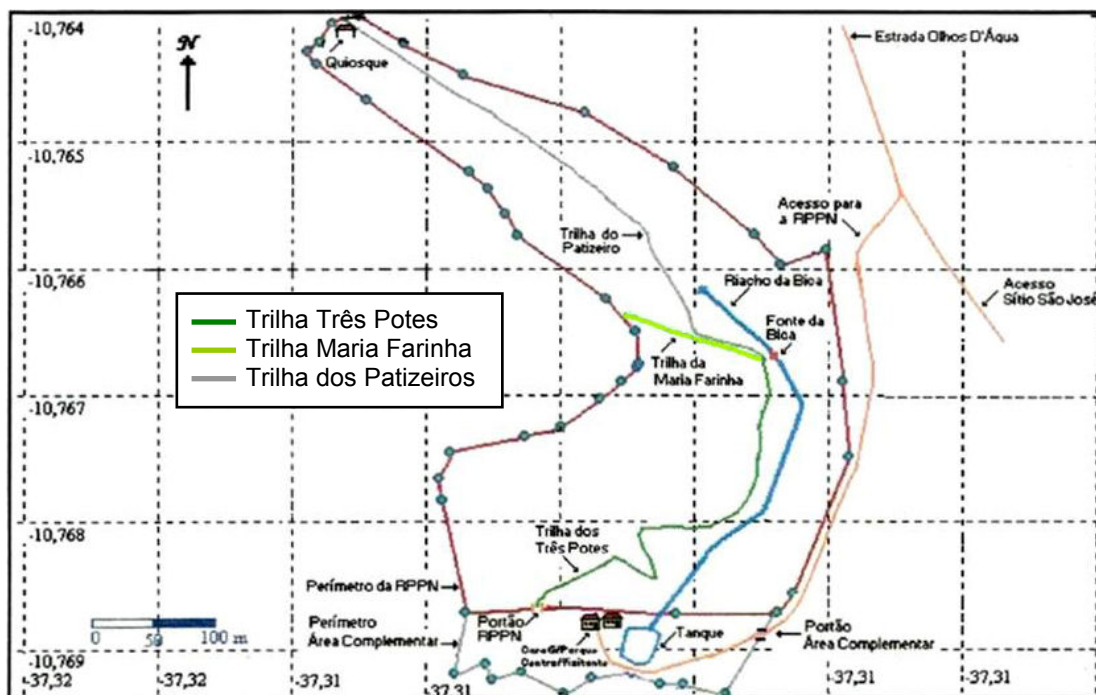 -10,764
N
Quiosque
Estrada Olhos D'Água
-10,765
Acesso para
a RPPN
Trilha do
Patizeiro
-10,766
Riacho da Bica
Acesso
Sítio São José
Trilha Três Potes
Trilha Maria Farinha
Trilha dos Patizeiros
Fonte da
Bica
Trilha da
Maria Farinha
-10,767
-10,768
Trilha dos
Três Potes
Perímetro da RPPN
0 50 100 m
Perímetro
Área Complementar
Portão
RPPN
Tanque
Portão
Área Complementar
-10,769
-37,32 -37,32 -37,31 -37,31 -37,31 -37,31 -37,31 -37,31